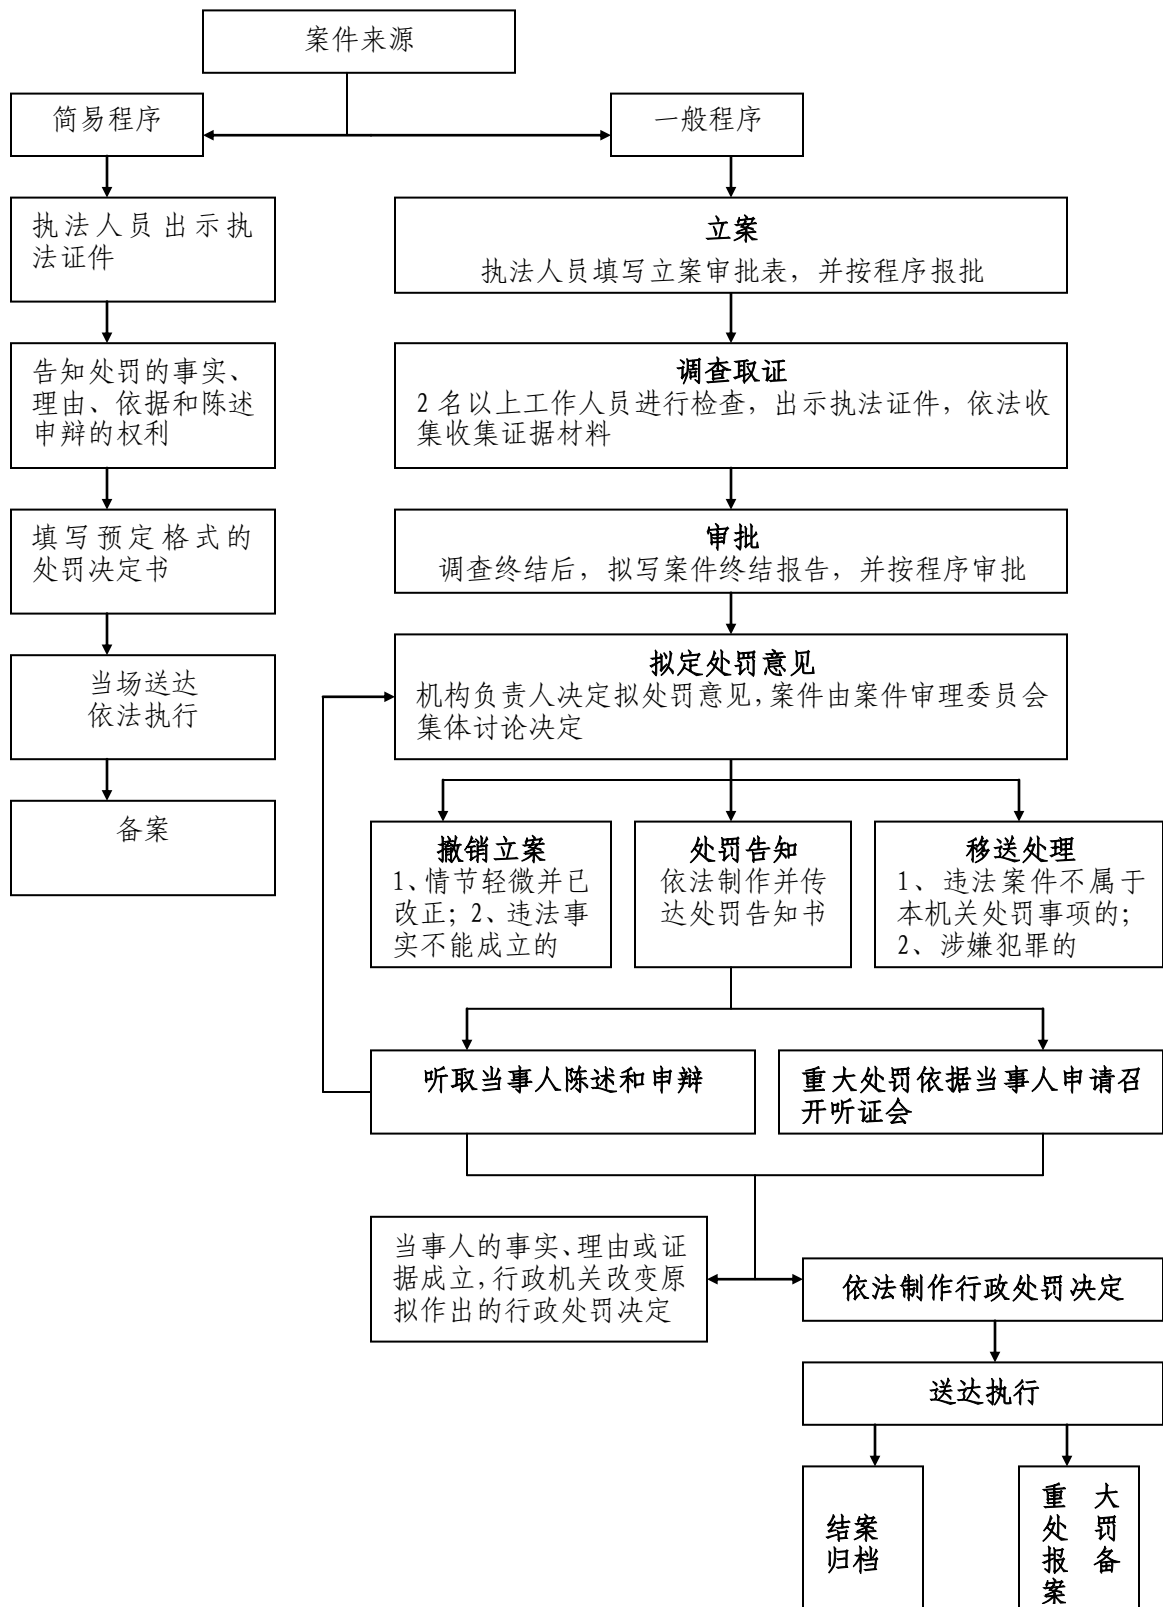 案件来源
简易程序
一般程序
执法人员出示执
法证件
告知处罚的事实、
理由、依据和陈述
申辩的权利
填写预定格式的
处罚决定书
当场送达
依法执行
备案
立案
执法人员填写立案审批表，并按程序报批
调查取证
2 名以上工作人员进行检查，出示执法证件，依法收
集收集证据材料
审批
调查终结后，拟写案件终结报告，并按程序审批
拟定处罚意见
机构负责人决定拟处罚意见，案件由案件审理委员会
集体讨论决定
撤销立案
1、情节轻微并已
改正；2、违法事
实不能成立的
处罚告知
依法制作并传
达处罚告知书
移送处理
1、违法案件不属于
本机关处罚事项的；
2、涉嫌犯罪的
听取当事人陈述和申辩
重大处罚依据当事人申请召
开听证会
当事人的事实、理由或证
据成立，行政机关改变原
拟作出的行政处罚决定
依法制作行政处罚决定
送达执行
结案
归档
重大
处罚
报备
案